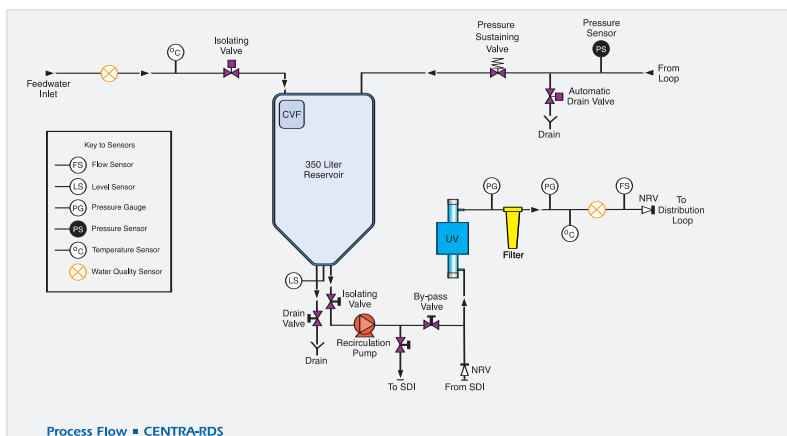 Pressure
Sustaining
Valve
Pressure
Sensor
PS
Isolating
Valve
oC
Feedwater
Inlet
From
Loop
Automatic
Drain Valve
Drain
CVF
350 Liter
Reservoir
Key to Sensors
FS Flow Sensor
LS Level Sensor
PG Pressure Gauge
PS Pressure Sensor
oC Temperature Sensor
Water Quality Sensor
PG
PG
FS
NRV
To
Distribution
Loop
oC
UV
Filter
LS
Isolating
Valve
By-pass
Valve
Drain
Valve
Recirculation
Pump
Drain
NRV
To SDI
From SDI
Process Flow ▪ CENTRA-RDS